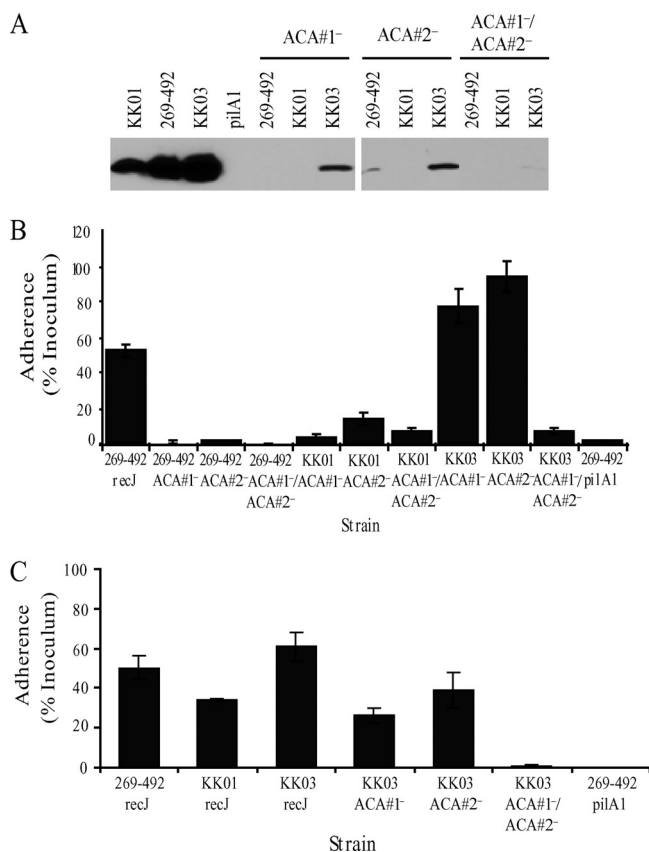 A
ACA#1⁻
ACA#2⁻
ACA#1⁻/
ACA#2⁻
KK01
269-492
KK03
pilA1
269-492
KK01
KK03
269-492
KK01
KK03
269-492
KK01
KK03
B
Adherence
(% Inoculum)
120
100
80
60
40
20
0
269-492 269-492 269-492 269-492 KK01 KK01 KK01 KK03 KK03 KK03 269-492
recJ ACA#1⁻ ACA#2⁻ ACA#1⁻/ ACA#1⁻ ACA#2⁻ ACA#1⁻/ ACA#1⁻ ACA#2⁻ ACA#1⁻/ pilA1
ACA#2⁻ ACA#2⁻ ACA#2⁻
Strain
C
Adherence
(% Inoculum)
100
80
60
40
20
0
269-492 KK01 KK03 KK03 KK03 KK03 269-492
recJ recJ recJ ACA#1⁻ ACA#2⁻ ACA#1⁻/ pilA1
ACA#2⁻
Strain